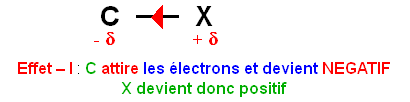 C X
- δ + δ
Effet – I : C attire les électrons et devient NEGATIF
X devient donc positif